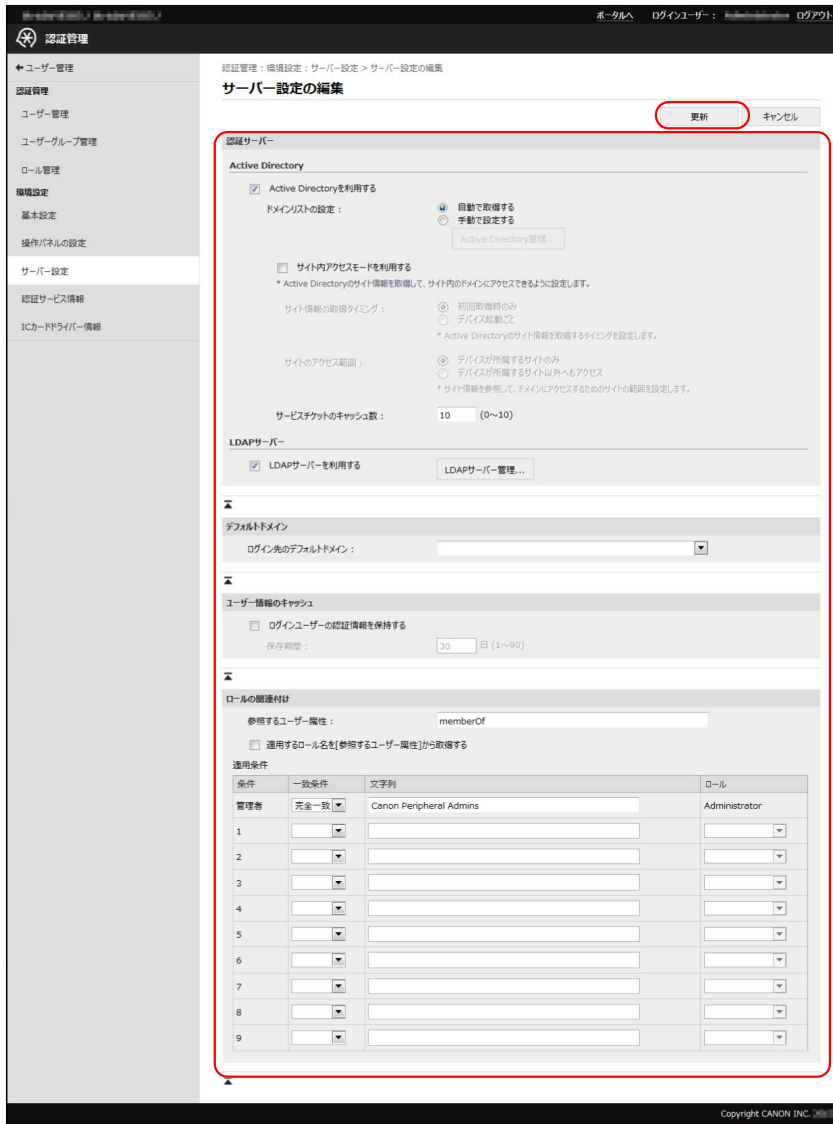 ポータルへ ログインユーザー： ログアウト
認証管理
ユーザー管理
認証管理
ユーザー管理
ユーザーグループ管理
ロール管理
環境設定
基本設定
操作パネルの設定
サーバー設定
認証サービス情報
ICカードドライバー情報
認証管理：環境設定：サーバー設定 > サーバー設定の編集
サーバー設定の編集
更新 キャンセル
認証サーバー
Active Directory
Active Directoryを利用する
ドメインリストの設定： 自動で取得する
手動で設定する
Active Directory管理...
サイト内アクセスモードを利用する
* Active Directoryのサイト情報を取得して、サイト内のドメインにアクセスできるように設定します。
サイト情報の取得タイミング： 初回取得時のみ
デバイス起動ごと
* Active Directoryのサイト情報を取得するタイミングを設定します。
サイトのアクセス範囲： デバイスが所属するサイトのみ
デバイスが所属するサイト以外へもアクセス
* サイト情報を参照して、ドメインにアクセスするためのサイトの範囲を設定します。
サービスチケットのキャッシュ数： 10 (0～10)
LDAPサーバー
LDAPサーバーを利用する LDAPサーバー管理...
デフォルトドメイン
ログイン先のデフォルトドメイン：
ユーザー情報のキャッシュ
ログインユーザーの認証情報を保持する
保存期間： 30 日 (1～90)
ロールの関連付け
参照するユーザー属性： memberOf
適用するロール名を[参照するユーザー属性]から取得する
適用条件
条件 一致条件 文字列 ロール
管理者 完全一致 Canon Peripheral Admins Administrator
1
2
3
4
5
6
7
8
9
Copyright CANON INC.